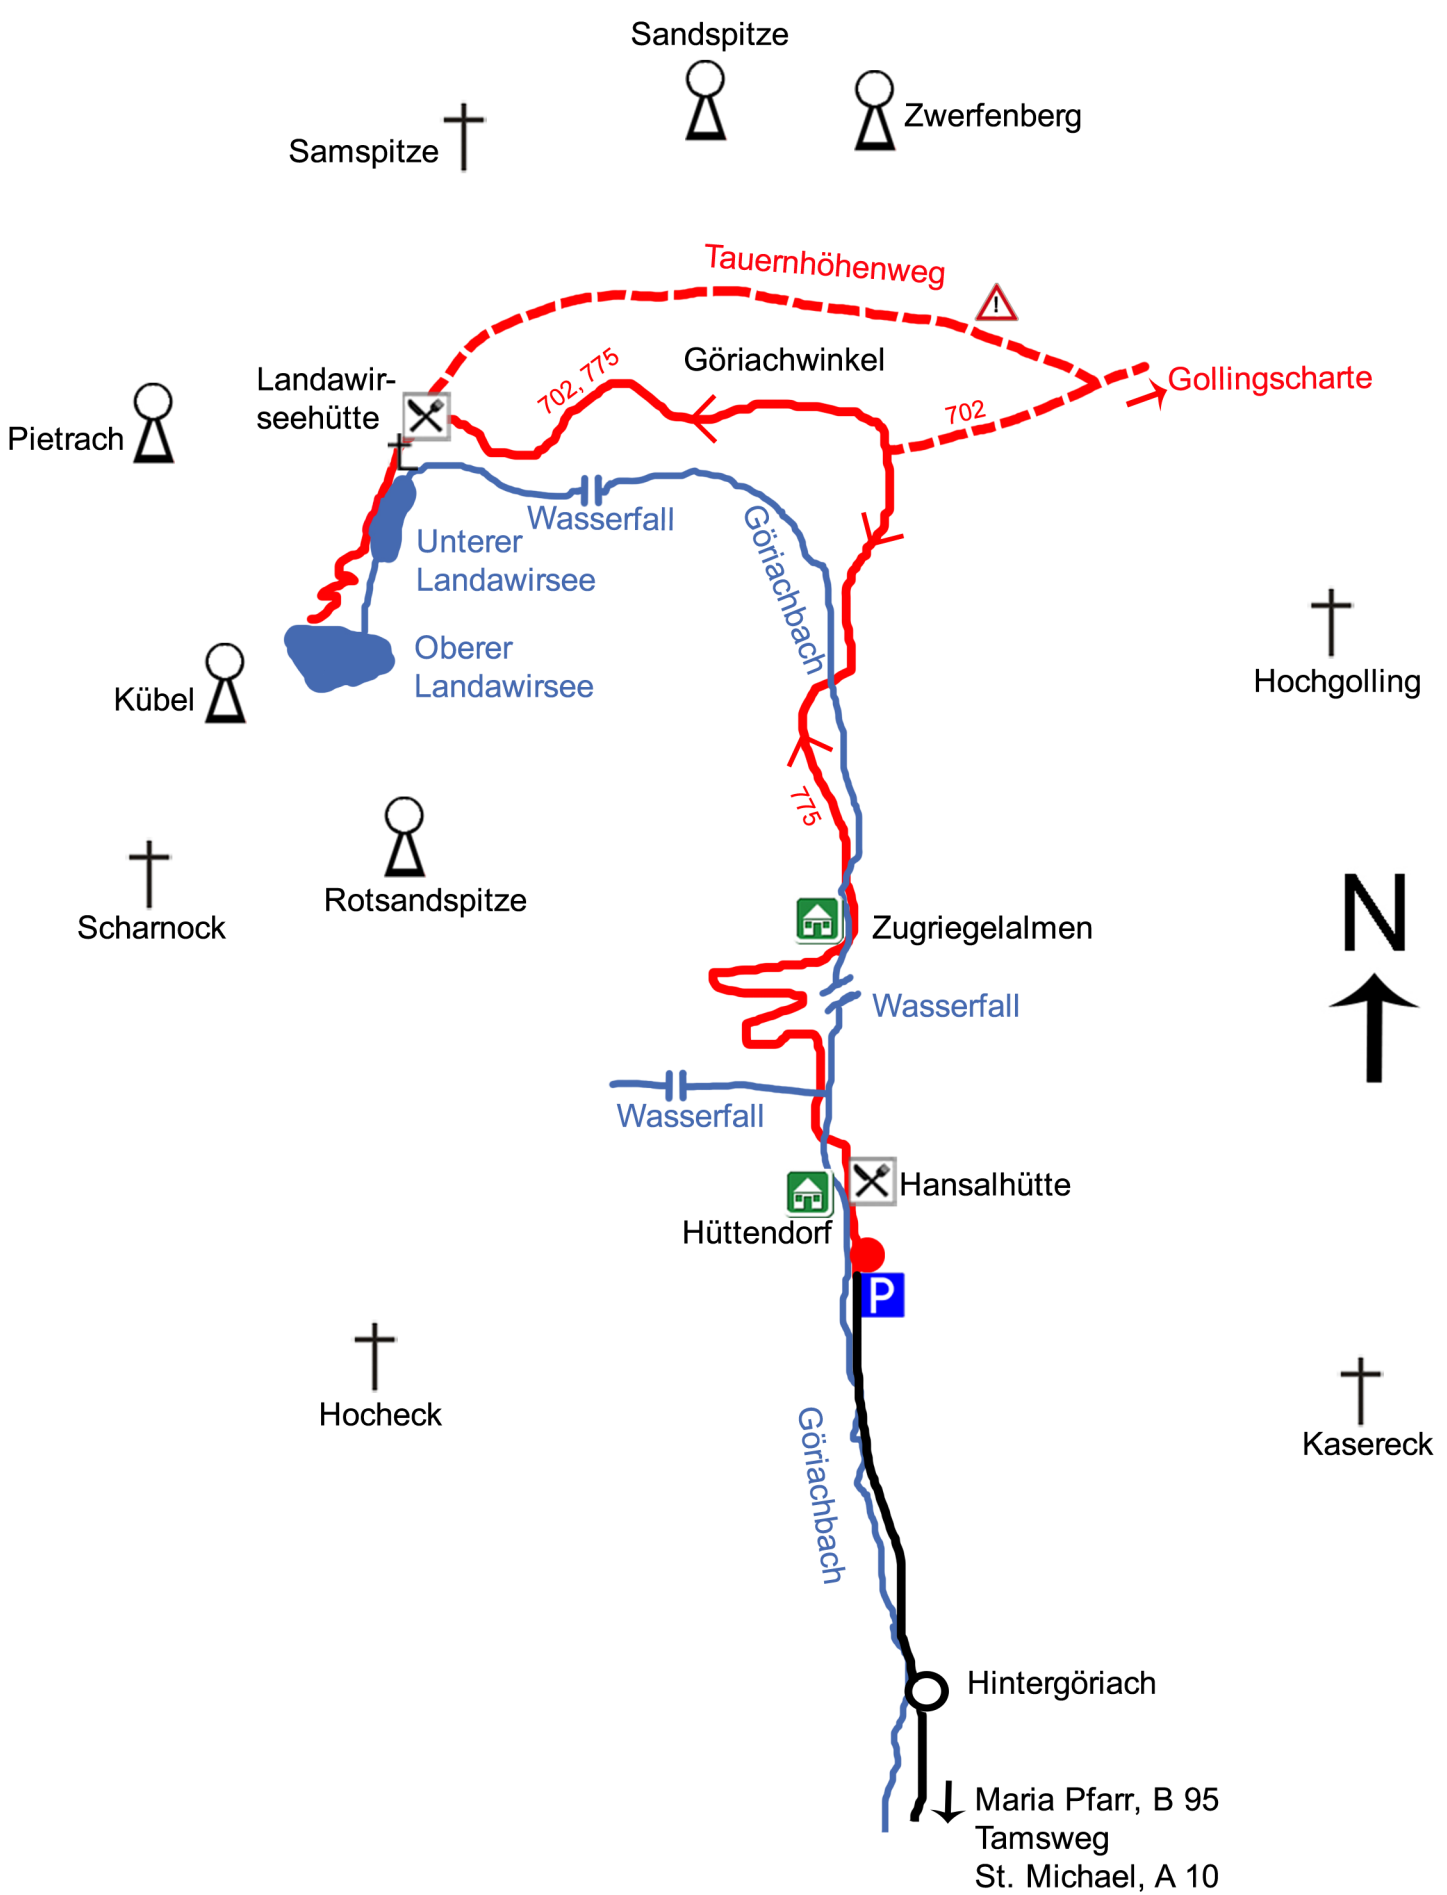 Sandspitze
Zwerfenberg
Samspitze
Tauernhöhenweg
!
Göriachwinkel
702, 775
Gollingscharte
702
Landawir-
seehütte
Pietrach
Wasserfall
Göriachbach
Unterer
Landawirsee
Oberer
Landawirsee
Hochgolling
Kübel
775
Rotsandspitze
Scharnock
Zugriegelalmen
N
Wasserfall
Wasserfall
Hansalhütte
Hüttendorf
P
Hocheck
Kasereck
Göriachbach
Hintergöriach
Maria Pfarr, B 95
Tamsweg
St. Michael, A 10